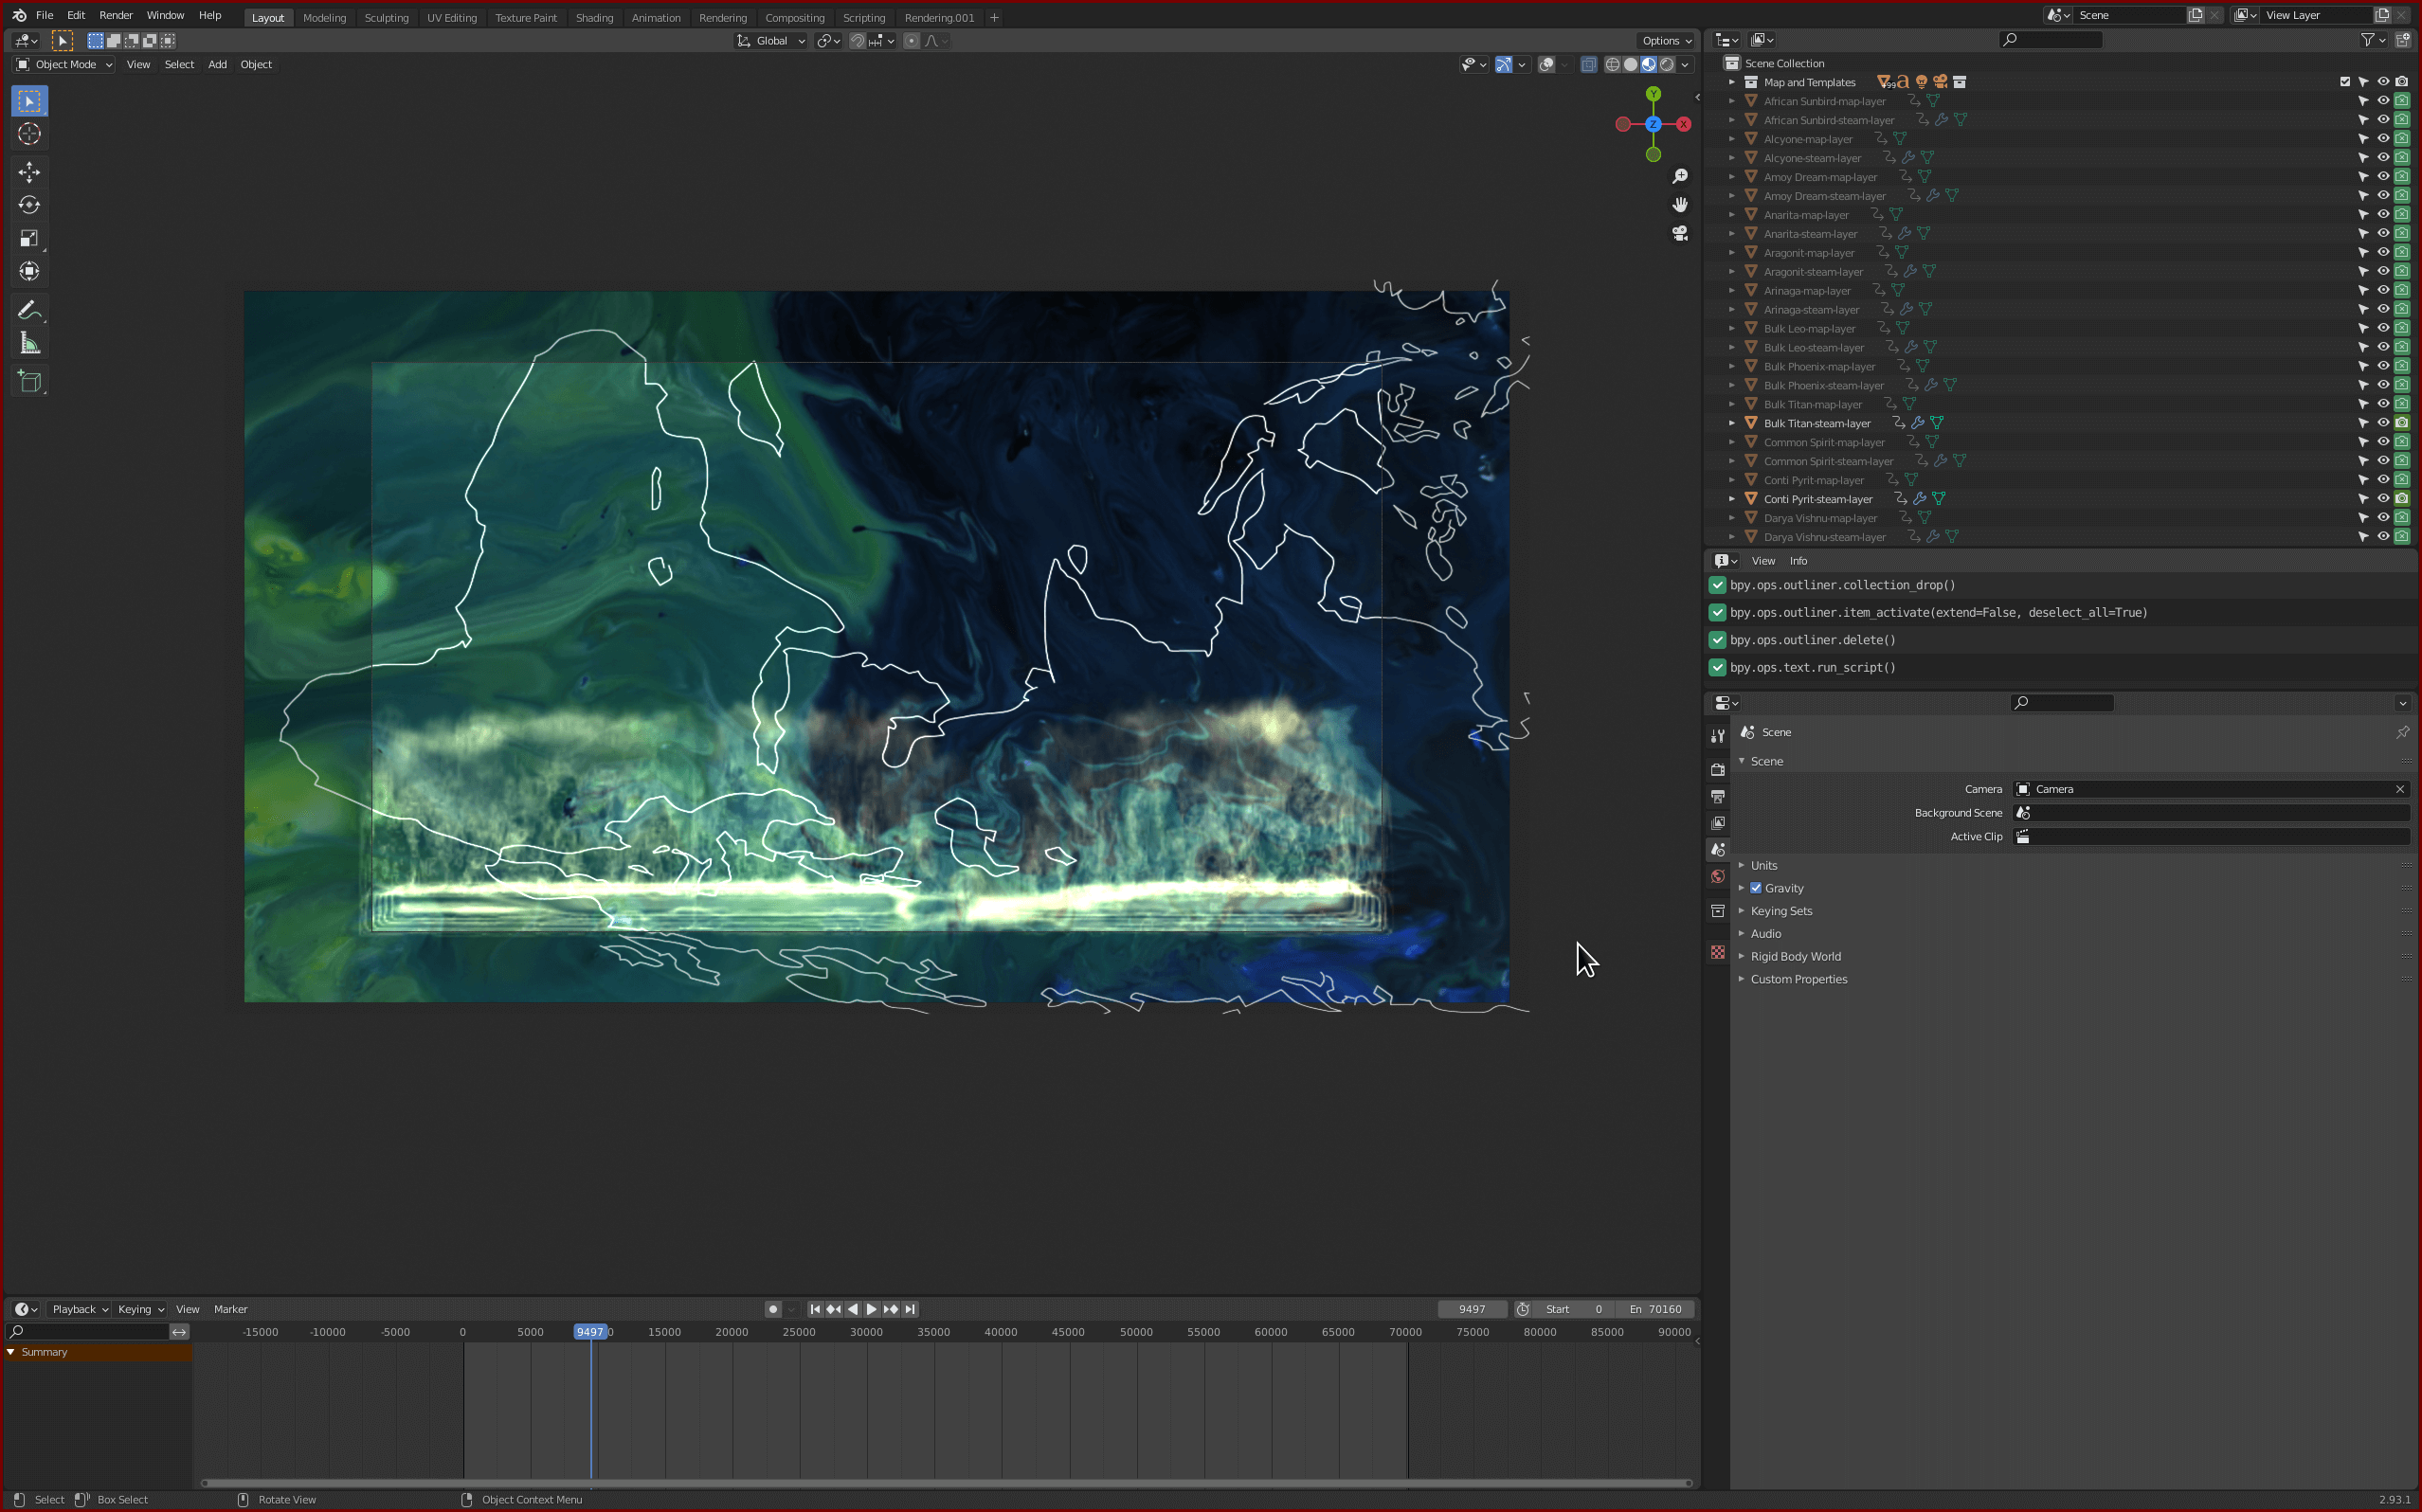 File Edit Render Window Help Layout Modeling Sculpting UV Editing Texture Paint Shading Animation Rendering Compositing Scripting Rendering.001 + Scene View Layer
Global Options
Object Mode View Select Add Object
Y
X
Z
Scene Collection
Map and Templates
African Sunbird-map-layer
African Sunbird-steam-layer
Alcyone-map-layer
Alcyone-steam-layer
Amoy Dream-map-layer
Amoy Dream-steam-layer
Anarita-map-layer
Anarita-steam-layer
Aragonit-map-layer
Aragonit-steam-layer
Arinaga-map-layer
Arinaga-steam-layer
Bulk Leo-map-layer
Bulk Leo-steam-layer
Bulk Phoenix-map-layer
Bulk Phoenix-steam-layer
Bulk Titan-map-layer
Bulk Titan-steam-layer
Common Spirit-map-layer
Common Spirit-steam-layer
Conti Pyrit-map-layer
Conti Pyrit-steam-layer
Darya Vishnu-map-layer
Darya Vishnu-steam-layer
View Info
bpy.ops.outliner.collection_drop()
bpy.ops.outliner.item_activate(extend=False, deselect_all=True)
bpy.ops.outliner.delete()
bpy.ops.text.run_script()
Scene
Scene
Camera Camera
Background Scene
Active Clip
Units
Gravity
Keying Sets
Audio
Rigid Body World
Custom Properties
Playback Keying View Marker 9497 Start 0 En 70160
-15000 -10000 -5000 0 5000 9497 15000 20000 25000 30000 35000 40000 45000 50000 55000 60000 65000 70000 75000 80000 85000 90000
Summary
Select Box Select Rotate View Object Context Menu 2.93.1